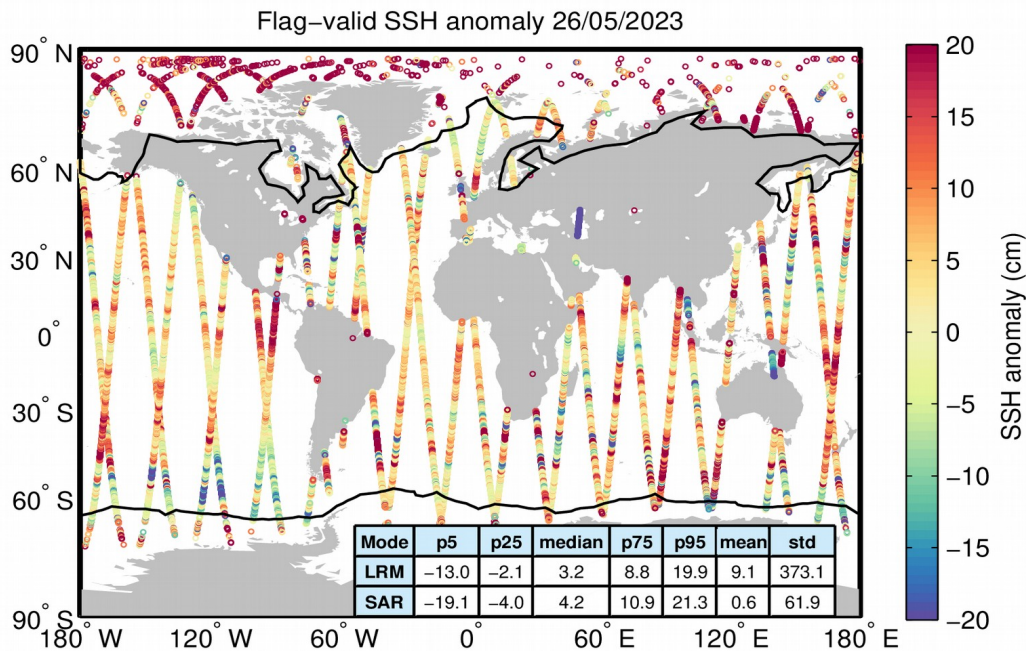 Flag−valid SSH anomaly 26/05/2023
90° N
60° N
30° N
0°
30° S
60° S
90° S
180° W
120° W
60° W
0°
60° E
120° E
180° E
Mode p5 p25 median p75 p95 mean std
LRM −13.0 −2.1 3.2 8.8 19.9 9.1 373.1
SAR −19.1 −4.0 4.2 10.9 21.3 0.6 61.9
20
15
10
5
0
−5
−10
−15
−20
SSH anomaly (cm)